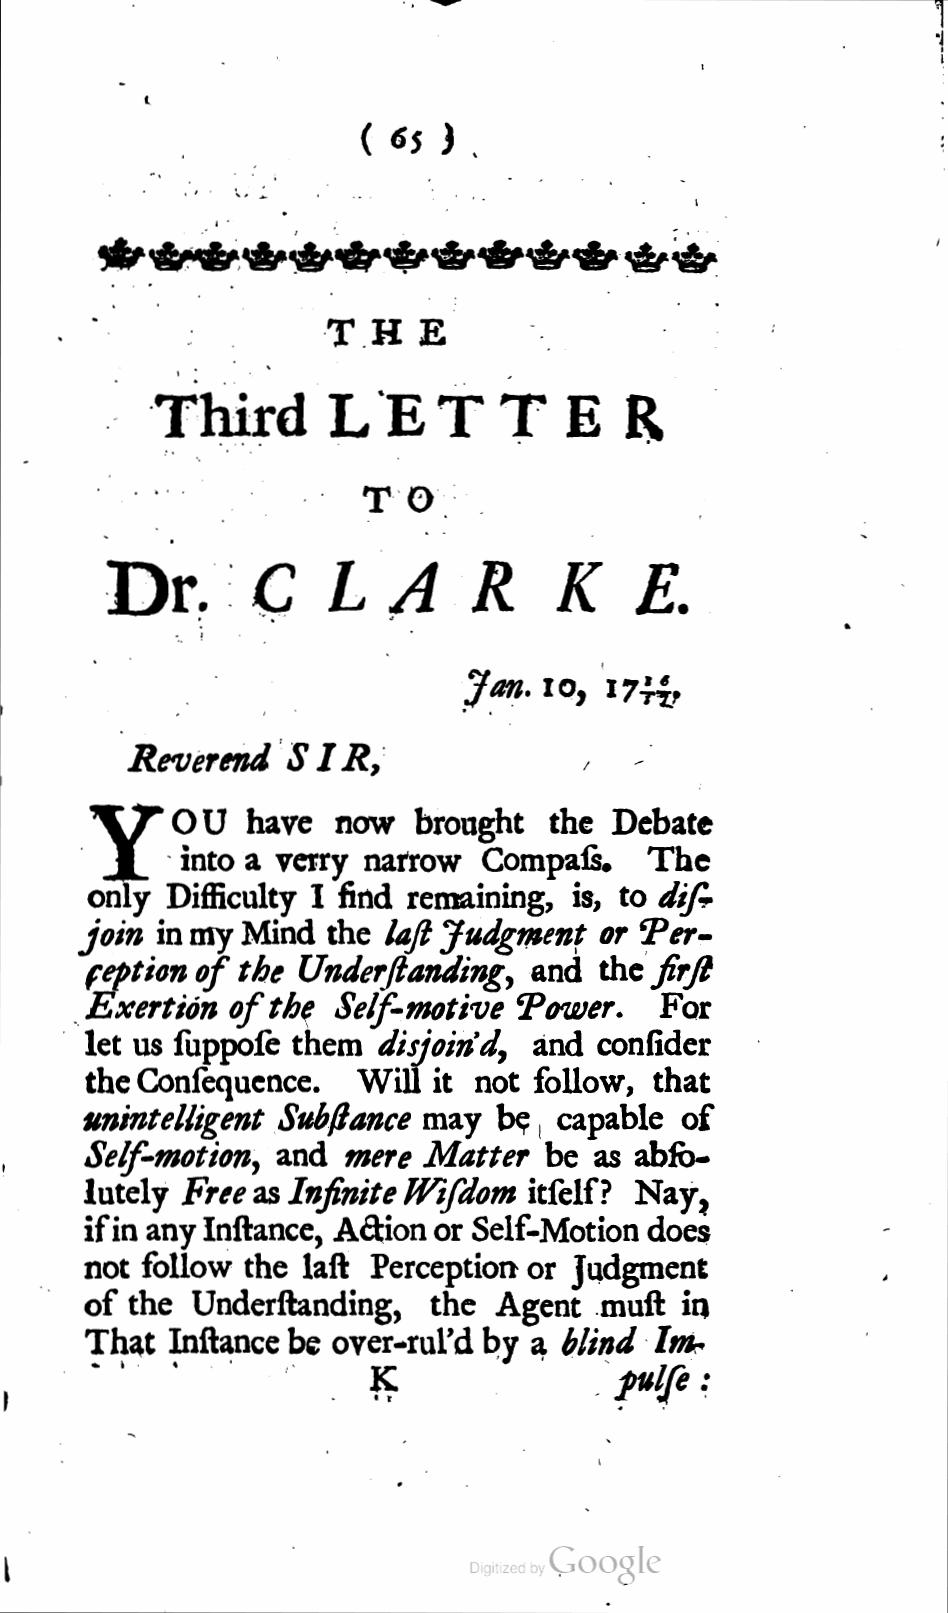 ( 65 )
THE
Third LETTER
TO
Dr. CLARKE.
Jan. 10, 17 16/17.
Reverend SIR,
YOU have now brought the Debate
into a verry narrow Compaſs. The
only Difficulty I find remaining, is, to diſ-
join in my Mind the laſt Judgment or Per-
ception of the Underſtanding, and the firſt
Exertion of the Self-motive Power. For
let us ſuppoſe them disjoin'd, and conſider
the Conſequence. Will it not follow, that
unintelligent Subſtance may be capable of
Self-motion, and mere Matter be as abſo-
lutely Free as Infinite Wiſdom itſelf? Nay,
if in any Inſtance, Action or Self-Motion does
not follow the laſt Perception or Judgment
of the Underſtanding, the Agent muſt in
That Inſtance be over-rul'd by a blind Im-
K pulſe :
Digitized by Google